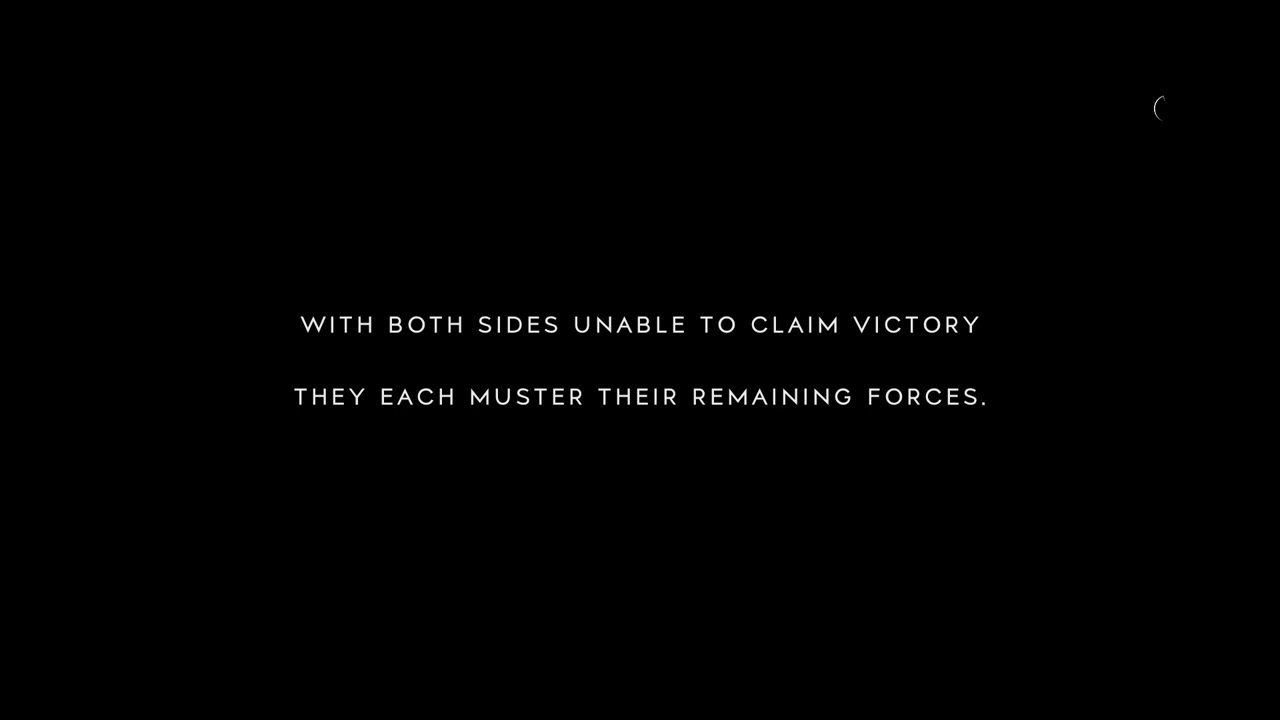 WITH BOTH SIDES UNABLE TO CLAIM VICTORY
THEY EACH MUSTER THEIR REMAINING FORCES.